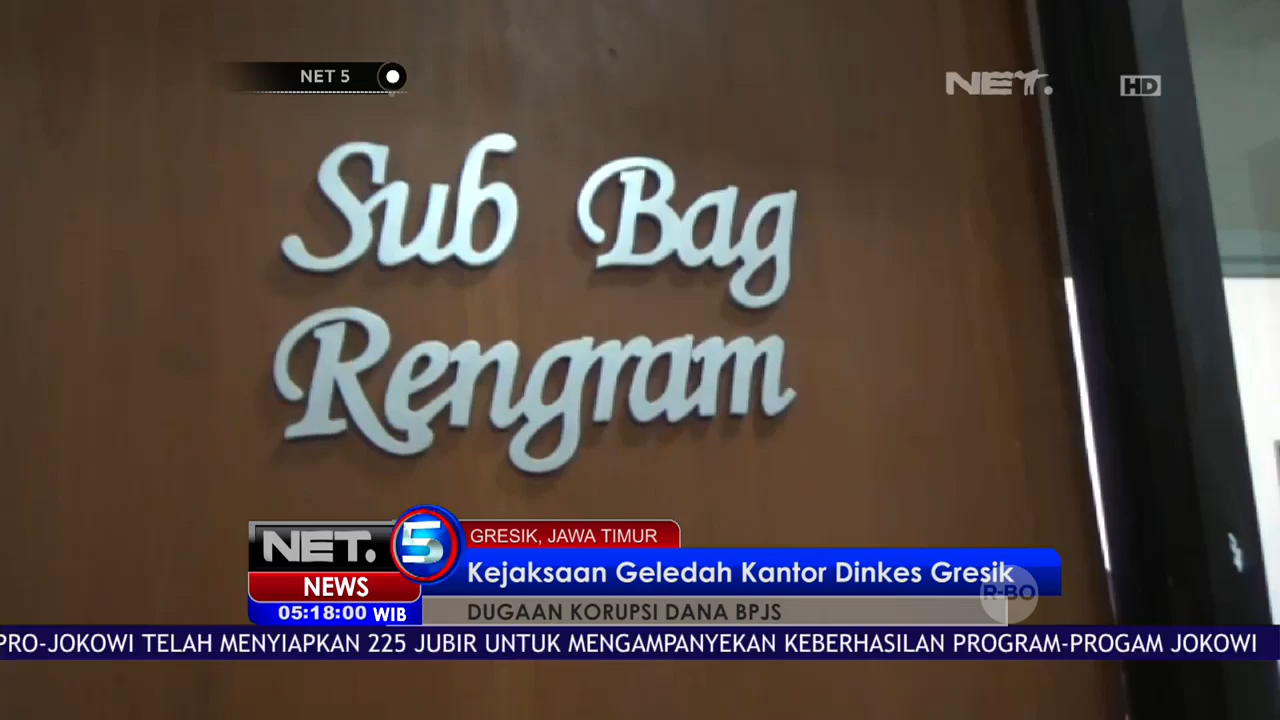 NET 5
NET.
HD
Sub Bag
Rengram
NET. 5
NEWS
05:18:00 WIB
GRESIK, JAWA TIMUR
Kejaksaan Geledah Kantor Dinkes Gresik
R-BO
DUGAAN KORUPSI DANA BPJS
PRO-JOKOWI TELAH MENYIAPKAN 225 JUBIR UNTUK MENGAMPANYEKAN KEBERHASILAN PROGRAM-PROGAM JOKOWI